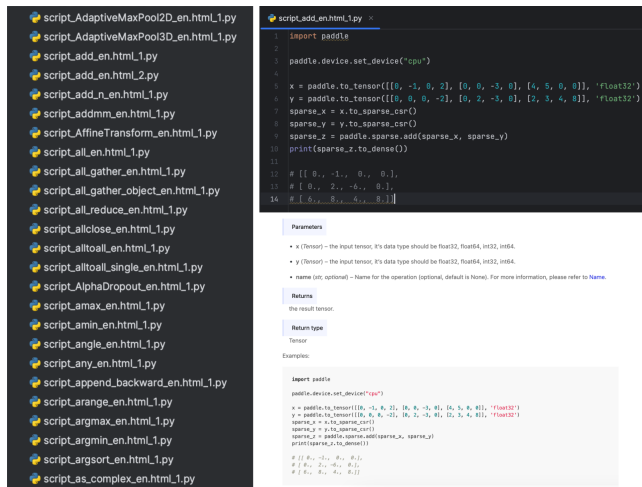 script_AdaptiveMaxPool2D_en.html_1.py
script_AdaptiveMaxPool3D_en.html_1.py
script_add_en.html_1.py
script_add_en.html_2.py
script_add_n_en.html_1.py
script_addmm_en.html_1.py
script_AffineTransform_en.html_1.py
script_all_en.html_1.py
script_all_gather_en.html_1.py
script_all_gather_object_en.html_1.py
script_all_reduce_en.html_1.py
script_allclose_en.html_1.py
script_alltoall_en.html_1.py
script_alltoall_single_en.html_1.py
script_AlphaDropout_en.html_1.py
script_amax_en.html_1.py
script_amin_en.html_1.py
script_angle_en.html_1.py
script_any_en.html_1.py
script_append_backward_en.html_1.py
script_arange_en.html_1.py
script_argmax_en.html_1.py
script_argmin_en.html_1.py
script_argsort_en.html_1.py
script_as_complex_en.html_1.py
script_add_en.html_1.py ×
1 import paddle
2
3 paddle.device.set_device("cpu")
4
5 x = paddle.to_tensor([[0, -1, 0, 2], [0, 0, -3, 0], [4, 5, 0, 0]], 'float32')
6 y = paddle.to_tensor([[0, 0, 0, -2], [0, 2, -3, 0], [2, 3, 4, 8]], 'float32')
7 sparse_x = x.to_sparse_csr()
8 sparse_y = y.to_sparse_csr()
9 sparse_z = paddle.sparse.add(sparse_x, sparse_y)
10 print(sparse_z.to_dense())
11
12 # [[ 0., -1., 0., 0.],
13 # [ 0., 2., -6., 0.],
14 # [ 6., 8., 4., 8.]]
Parameters
• x (Tensor) – the input tensor, it's data type should be float32, float64, int32, int64.
• y (Tensor) – the input tensor, it's data type should be float32, float64, int32, int64.
• name (str, optional) – Name for the operation (optional, default is None). For more information, please refer to Name.
Returns
the result tensor.
Return type
Tensor
Examples:
import paddle
paddle.device.set_device("cpu")
x = paddle.to_tensor([[0, -1, 0, 2], [0, 0, -3, 0], [4, 5, 0, 0]], 'float32')
y = paddle.to_tensor([[0, 0, 0, -2], [0, 2, -3, 0], [2, 3, 4, 8]], 'float32')
sparse_x = x.to_sparse_csr()
sparse_y = y.to_sparse_csr()
sparse_z = paddle.sparse.add(sparse_x, sparse_y)
print(sparse_z.to_dense())
# [[ 0., -1., 0., 0.],
# [ 0., 2., -6., 0.],
# [ 6., 8., 4., 8.]]